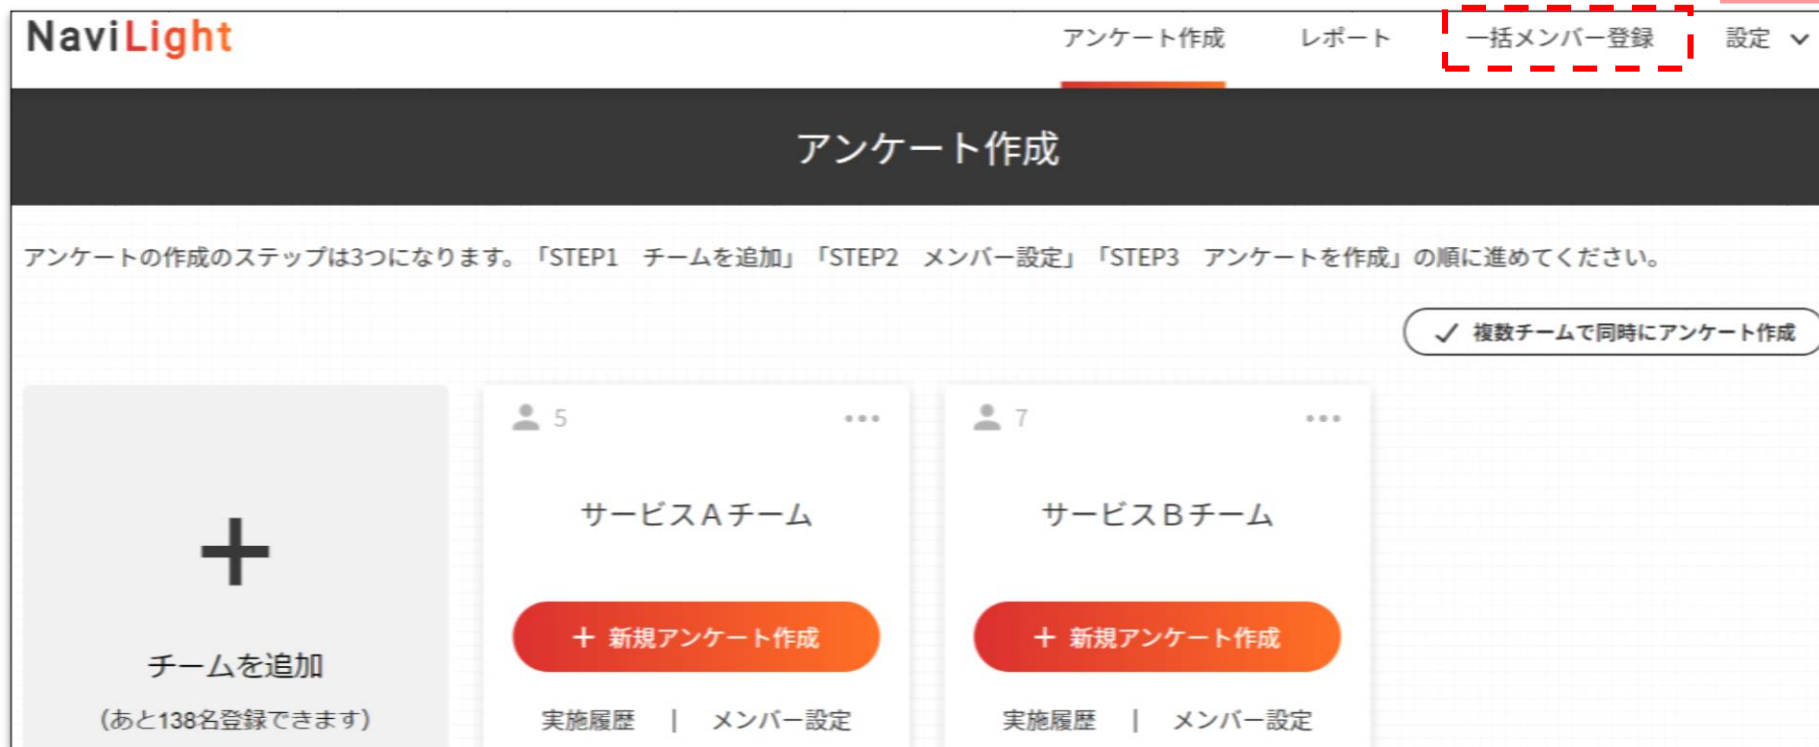 NaviLight
アンケート作成 レポート 一括メンバー登録 設定
アンケート作成
アンケートの作成のステップは3つになります。「STEP1 チームを追加」「STEP2 メンバー設定」「STEP3 アンケートを作成」の順に進めてください。
複数チームで同時にアンケート作成
チームを追加
(あと138名登録できます)
5
サービスAチーム
+ 新規アンケート作成
実施履歴 | メンバー設定
7
サービスBチーム
+ 新規アンケート作成
実施履歴 | メンバー設定